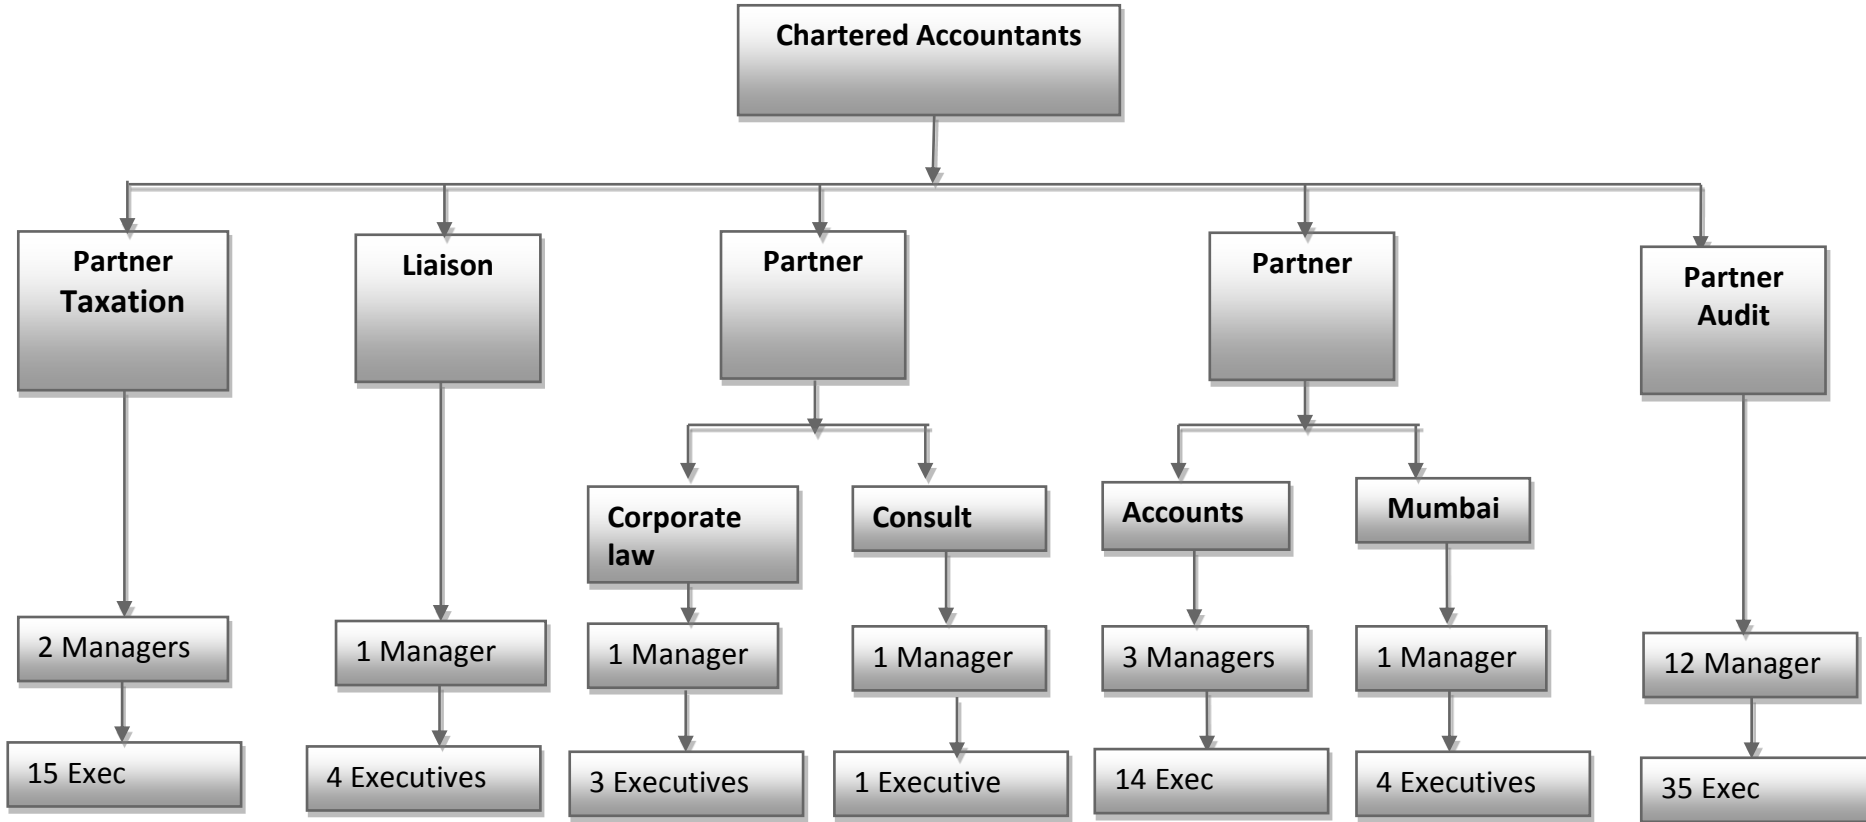 Chartered Accountants
Partner
Taxation
Liaison
Partner
Partner
Partner
Audit
Corporate
law
Consult
Accounts
Mumbai
2 Managers
1 Manager
1 Manager
1 Manager
3 Managers
1 Manager
12 Manager
15 Exec
4 Executives
3 Executives
1 Executive
14 Exec
4 Executives
35 Exec